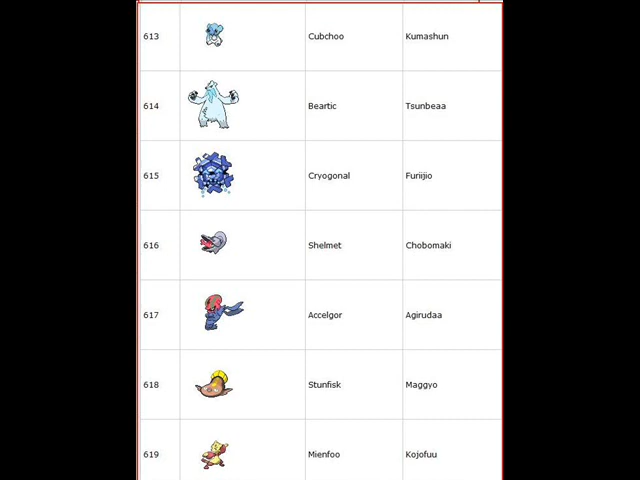 613 Cubchoo Kumashun
614 Beartic Tsunbeaa
615 Cryogonal Furiijio
616 Shelmet Chobomaki
617 Accelgor Agirudaa
618 Stunfisk Maggyo
619 Mienfoo Kojofuu